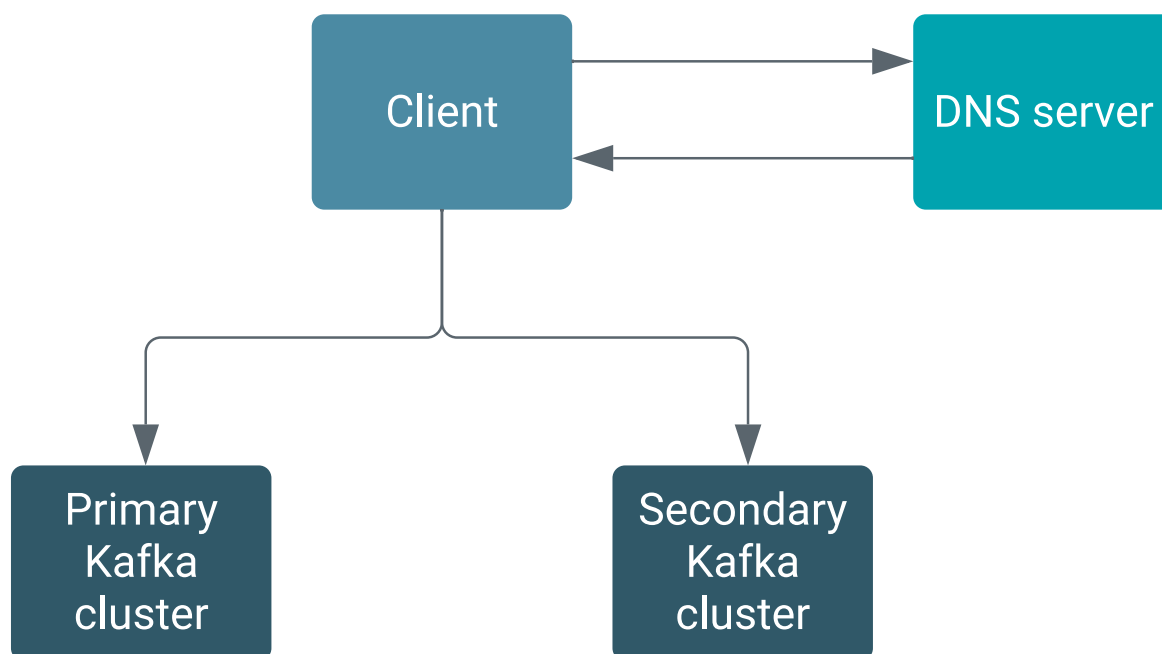 Client
DNS server
Primary
Kafka
cluster
Secondary
Kafka
cluster